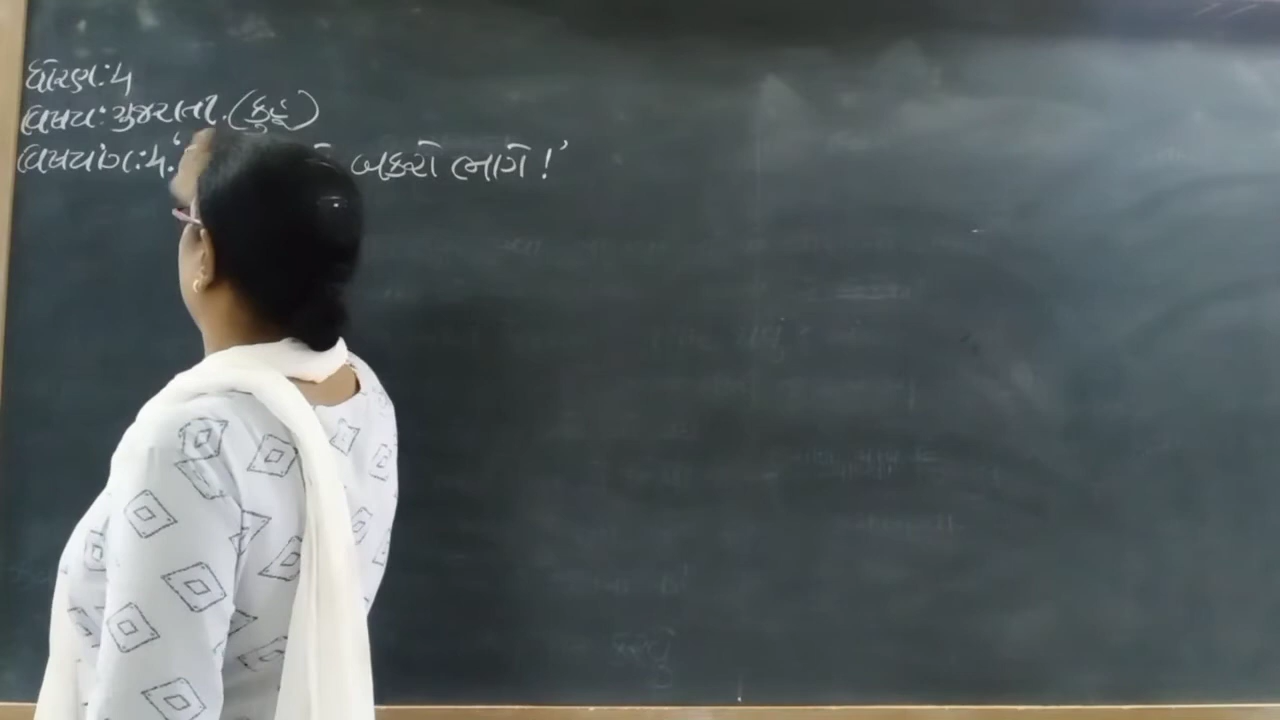 ધોરણ:૫
વિષય:ગુજરાતી.(કુહૂ)
વિષયાંગ:૫.' બકરો ભાગે!'